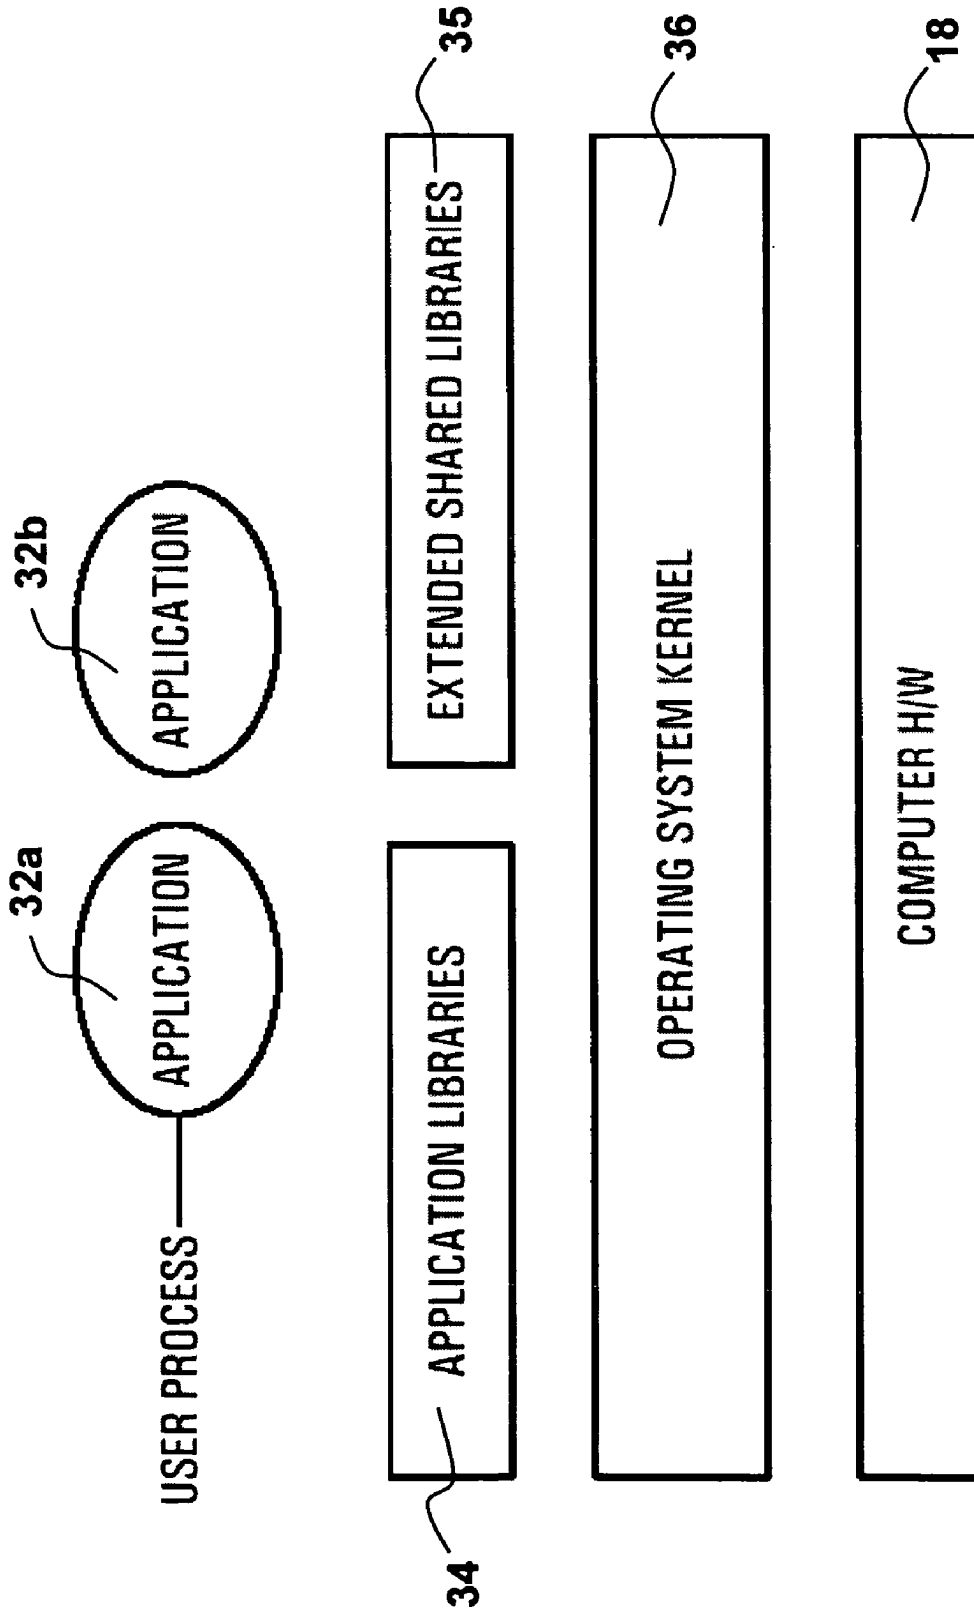 32a
32b
USER PROCESS
APPLICATION
APPLICATION
34
APPLICATION LIBRARIES
EXTENDED SHARED LIBRARIES
35
OPERATING SYSTEM KERNEL
36
COMPUTER H/W
18